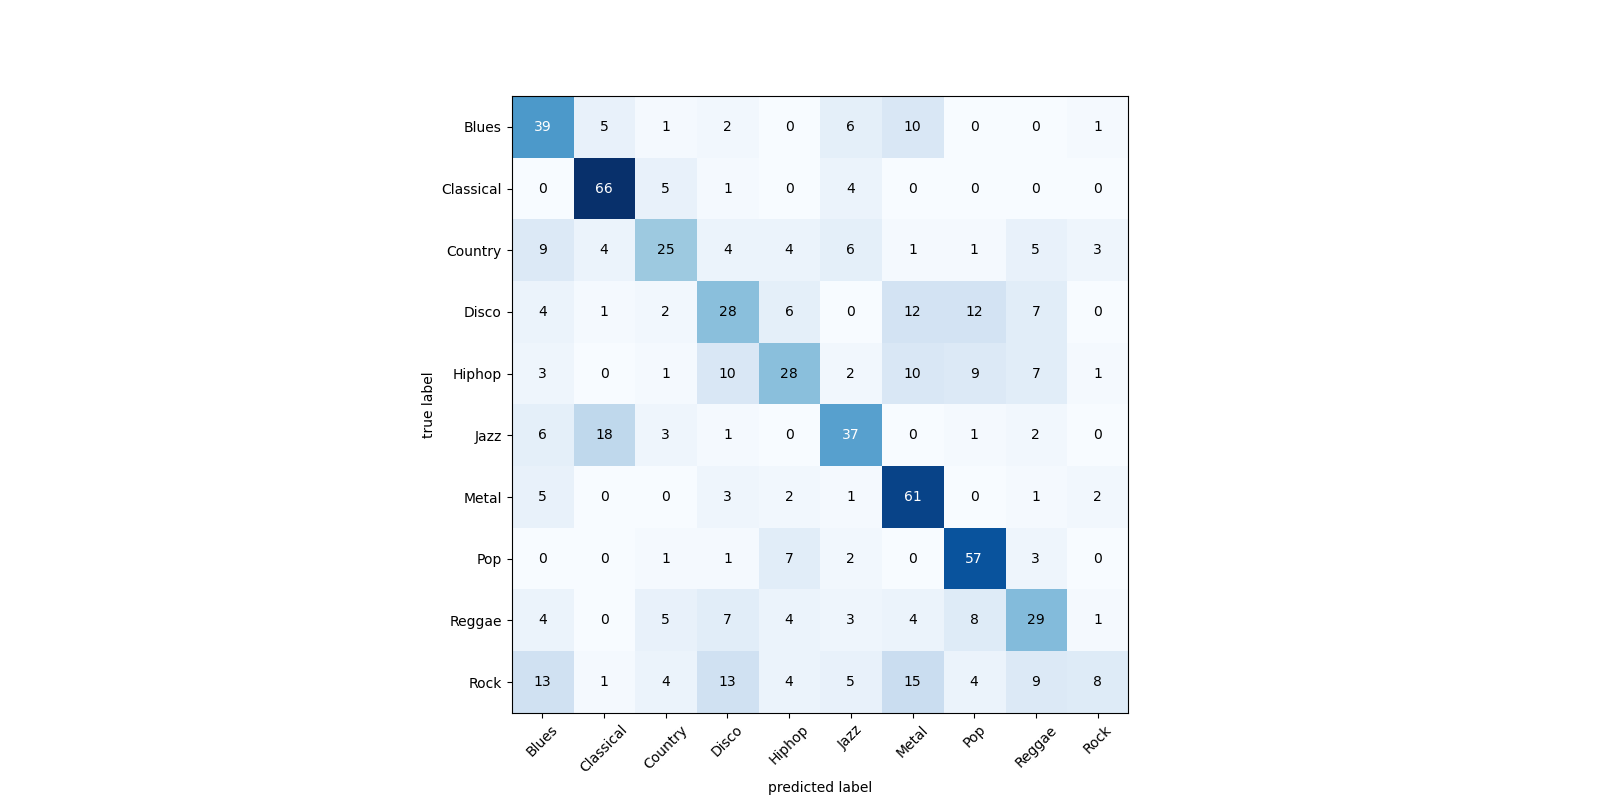 Blues 39 5 1 2 0 6 10 0 0 1
Classical 0 66 5 1 0 4 0 0 0 0
Country 9 4 25 4 4 6 1 1 5 3
Disco 4 1 2 28 6 0 12 12 7 0
Hiphop 3 0 1 10 28 2 10 9 7 1
true label
Jazz 6 18 3 1 0 37 0 1 2 0
Metal 5 0 0 3 2 1 61 0 1 2
Pop 0 0 1 1 7 2 0 57 3 0
Reggae 4 0 5 7 4 3 4 8 29 1
Rock 13 1 4 13 4 5 15 4 9 8
Blues Classical Country Disco Hiphop Jazz Metal Pop Reggae Rock
predicted label